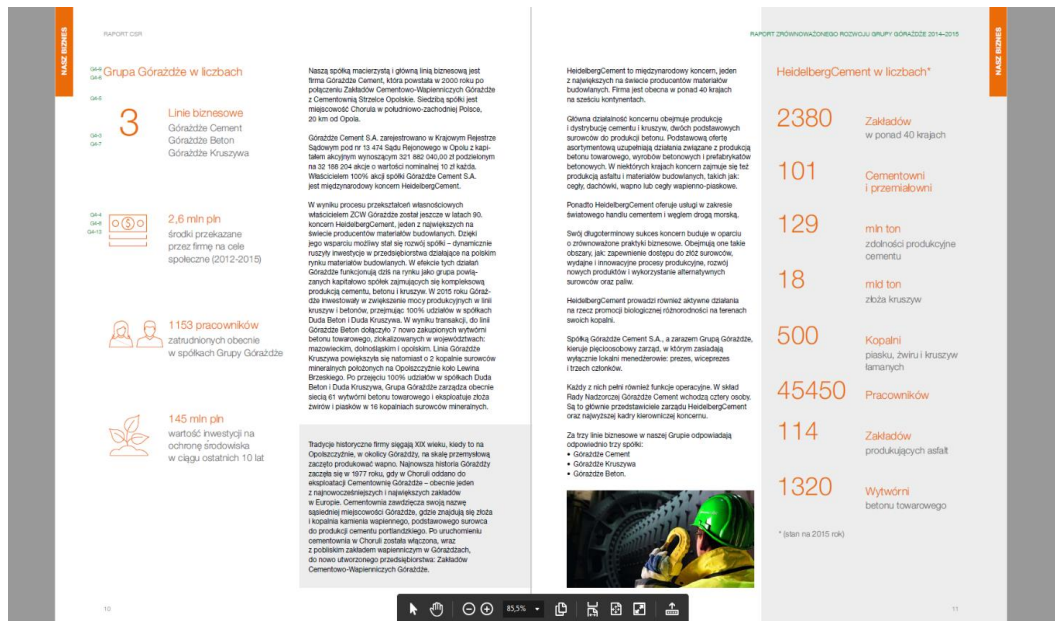 NASZ BIZNES
RAPORT CSR
G4-9
G4-6
Grupa Górażdże w liczbach
G4-5
3
Linie biznesowe
Górażdże Cement
G4-7
Górażdże Beton
Górażdże Kruszywa
G4-4
G4-6
G4-13
2,6 mln pln
środki przekazane
przez firmę na cele
społeczne (2012-2015)
1153 pracowników
zatrudnionych obecnie
w spółkach Grupy Górażdże
145 mln pln
wartość inwestycji na
ochronę środowiska
w ciągu ostatnich 10 lat
Naszą spółką macierzystą i główną linią biznesową jest
firma Górażdże Cement, która powstała w 2000 roku po
połączeniu Zakładów Cementowo-Wapienniczych Górażdże
z Cementownią Strzelce Opolskie. Siedzibą spółki jest
miejscowość Chorula w południowo-zachodniej Polsce,
20 km od Opola.
Górażdże Cement S.A. zarejestrowano w Krajowym Rejestrze
Sądowym pod nr 13 474 Sądu Rejonowego w Opolu z kapi-
tałem akcyjnym wynoszącym 321 882 040,00 zł podzielonym
na 32 188 204 akcje o wartości nominalnej 10 zł każda.
Właścicielem 100% akcji spółki Górażdże Cement S.A.
jest międzynarodowy koncern HeidelbergCement.
W wyniku procesu przekształceń własnościowych
właścicielem ZCW Górażdże został jeszcze w latach 90.
koncern HeidelbergCement, jeden z największych na
świecie producentów materiałów budowlanych. Dzięki
jego wsparciu możliwy stał się rozwój spółki – dynamicznie
ruszyły inwestycje w przedsiębiorstwa działające na polskim
rynku materiałów budowlanych. W efekcie tych działań
Górażdże funkcjonują dziś na rynku jako grupa powią-
zanych kapitałowo spółek zajmujących się kompleksową
produkcją cementu, betonu i kruszyw. W 2015 roku Góraż-
dże inwestowały w zwiększenie mocy produkcyjnych w linii
kruszyw i betonów, przejmując 100% udziałów w spółkach
Duda Beton i Duda Kruszywa. W wyniku transakcji, do linii
Górażdże Beton dołączyło 7 nowo zakupionych wytwórni
betonu towarowego, zlokalizowanych w województwach:
mazowieckim, dolnośląskim i opolskim. Linia Górażdże
Kruszywa powiększyła się natomiast o 2 kopalnie surowców
mineralnych położonych na Opolszczyźnie koło Lewina
Brzeskiego. Po przejęciu 100% udziałów w spółkach Duda
Beton i Duda Kruszywa, Grupa Górażdże zarządza obecnie
siecią 61 wytwórni betonu towarowego i eksploatuje złoża
żwirów i piasków w 16 kopalniach surowców mineralnych.
Tradycje historyczne firmy sięgają XIX wieku, kiedy to na
Opolszczyźnie, w okolicy Górażdży, na skalę przemysłową
zaczęto produkować wapno. Najnowsza historia Górażdży
zaczęła się w 1977 roku, gdy w Choruli oddano do
eksploatacji Cementownię Górażdże – obecnie jeden
z najnowocześniejszych i największych zakładów
w Europie. Cementownia zawdzięcza swoją nazwę
sąsiedniej miejscowości Górażdże, gdzie znajdują się złoża
i kopalnia kamienia wapiennego, podstawowego surowca
do produkcji cementu portlandzkiego. Po uruchomieniu
cementownia w Choruli została włączona, wraz
z pobliskim zakładem wapienniczym w Górażdżach,
do nowo utworzonego przedsiębiorstwa: Zakładów
Cementowo-Wapienniczych Górażdże.
10
RAPORT ZRÓWNOWAŻONEGO ROZWOJU GRUPY GÓRAŻDŻE 2014–2015
NASZ BIZNES
HeidelbergCement to międzynarodowy koncern, jeden
z największych na świecie producentów materiałów
budowlanych. Firma jest obecna w ponad 40 krajach
na sześciu kontynentach.
Główna działalność koncernu obejmuje produkcję
i dystrybucję cementu i kruszyw, dwóch podstawowych
surowców do produkcji betonu. Podstawową ofertę
asortymentową uzupełniają działania związane z produkcją
betonu towarowego, wyrobów betonowych i prefabrykatów
betonowych. W niektórych krajach koncern zajmuje się też
produkcją asfaltu i materiałów budowlanych, takich jak:
cegły, dachówki, wapno lub cegły wapienno-piaskowe.
Ponadto HeidelbergCement oferuje usługi w zakresie
światowego handlu cementem i węglem drogą morską.
Swój długoterminowy sukces koncern buduje w oparciu
o zrównoważone praktyki biznesowe. Obejmują one takie
obszary, jak: zapewnienie dostępu do złóż surowców,
wydajne i innowacyjne procesy produkcyjne, rozwój
nowych produktów i wykorzystanie alternatywnych
surowców oraz paliw.
HeidelbergCement prowadzi również aktywne działania
na rzecz promocji biologicznej różnorodności na terenach
swoich kopalni.
Spółką Górażdże Cement S.A., a zarazem Grupą Górażdże,
kieruje pięcioosobowy zarząd, w którym zasiadają
wyłącznie lokalni menedżerowie: prezes, wiceprezes
i trzech członków.
Każdy z nich pełni również funkcje operacyjne. W skład
Rady Nadzorczej Górażdże Cement wchodzą cztery osoby.
Są to głównie przedstawiciele zarządu HeidelbergCement
oraz najwyższej kadry kierowniczej koncernu.
Za trzy linie biznesowe w naszej Grupie odpowiadają
odpowiednio trzy spółki:
• Górażdże Cement
• Górażdże Kruszywa
• Górażdże Beton.
HeidelbergCement w liczbach*
2380
Zakładów
w ponad 40 krajach
101
Cementowni
i przemiałowni
129
mln ton
zdolności produkcyjne
cementu
18
mld ton
złoża kruszyw
500
Kopalni
piasku, żwiru i kruszyw
łamanych
45450
Pracowników
114
Zakładów
produkujących asfalt
1320
Wytwórni
betonu towarowego
* (stan na 2015 rok)
11
85,5%